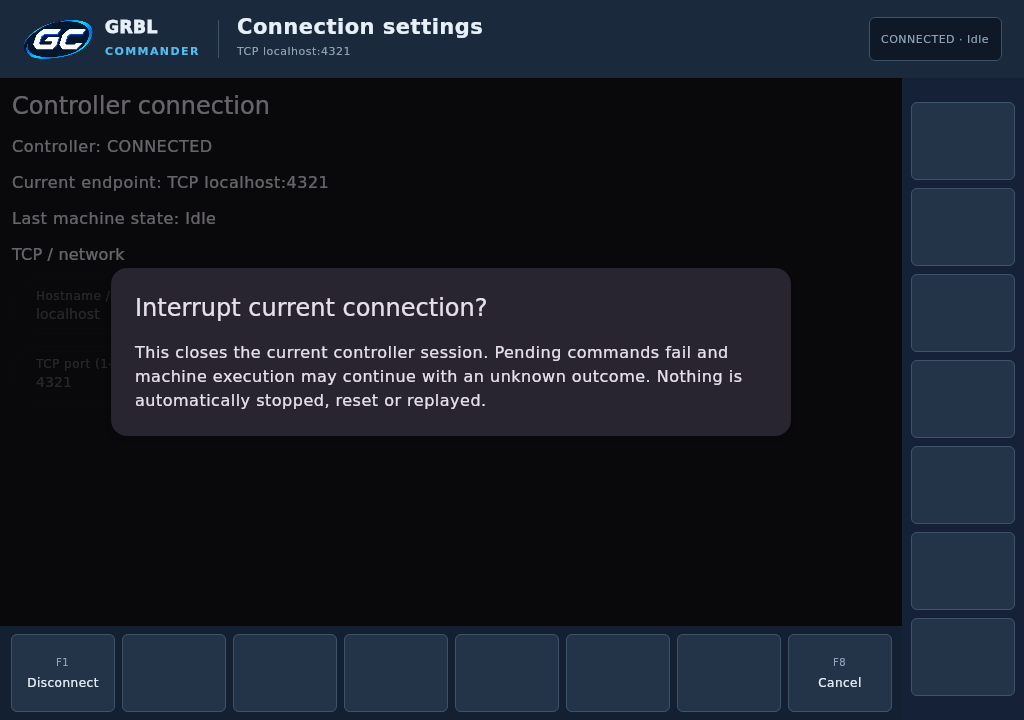 GC GRBL
COMMANDER
Connection settings
TCP localhost:4321
CONNECTED · Idle
Controller connection
Controller: CONNECTED
Current endpoint: TCP localhost:4321
Last machine state: Idle
TCP / network
Hostname /
localhost
TCP port (1-
4321
Interrupt current connection?
This closes the current controller session. Pending commands fail and
machine execution may continue with an unknown outcome. Nothing is
automatically stopped, reset or replayed.
F1
Disconnect
F8
Cancel